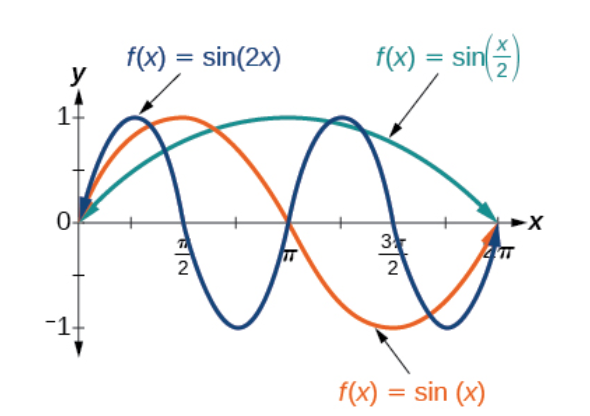 f(x) = sin(2x)
f(x) = sin(x/2)
y
1
0
x
π/2
π
3π/2
2π
−1
f(x) = sin (x)